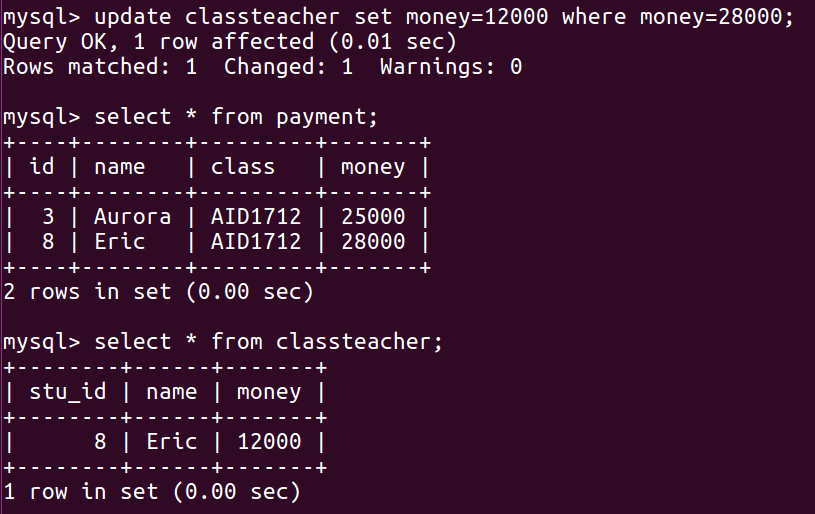 mysql> update classteacher set money=12000 where money=28000;
Query OK, 1 row affected (0.01 sec)
Rows matched: 1  Changed: 1  Warnings: 0

mysql> select * from payment;
+----+--------+---------+-------+
| id | name   | class   | money |
+----+--------+---------+-------+
|  3 | Aurora | AID1712 | 25000 |
|  8 | Eric   | AID1712 | 28000 |
+----+--------+---------+-------+
2 rows in set (0.00 sec)

mysql> select * from classteacher;
+--------+------+-------+
| stu_id | name | money |
+--------+------+-------+
|      8 | Eric | 12000 |
+--------+------+-------+
1 row in set (0.00 sec)